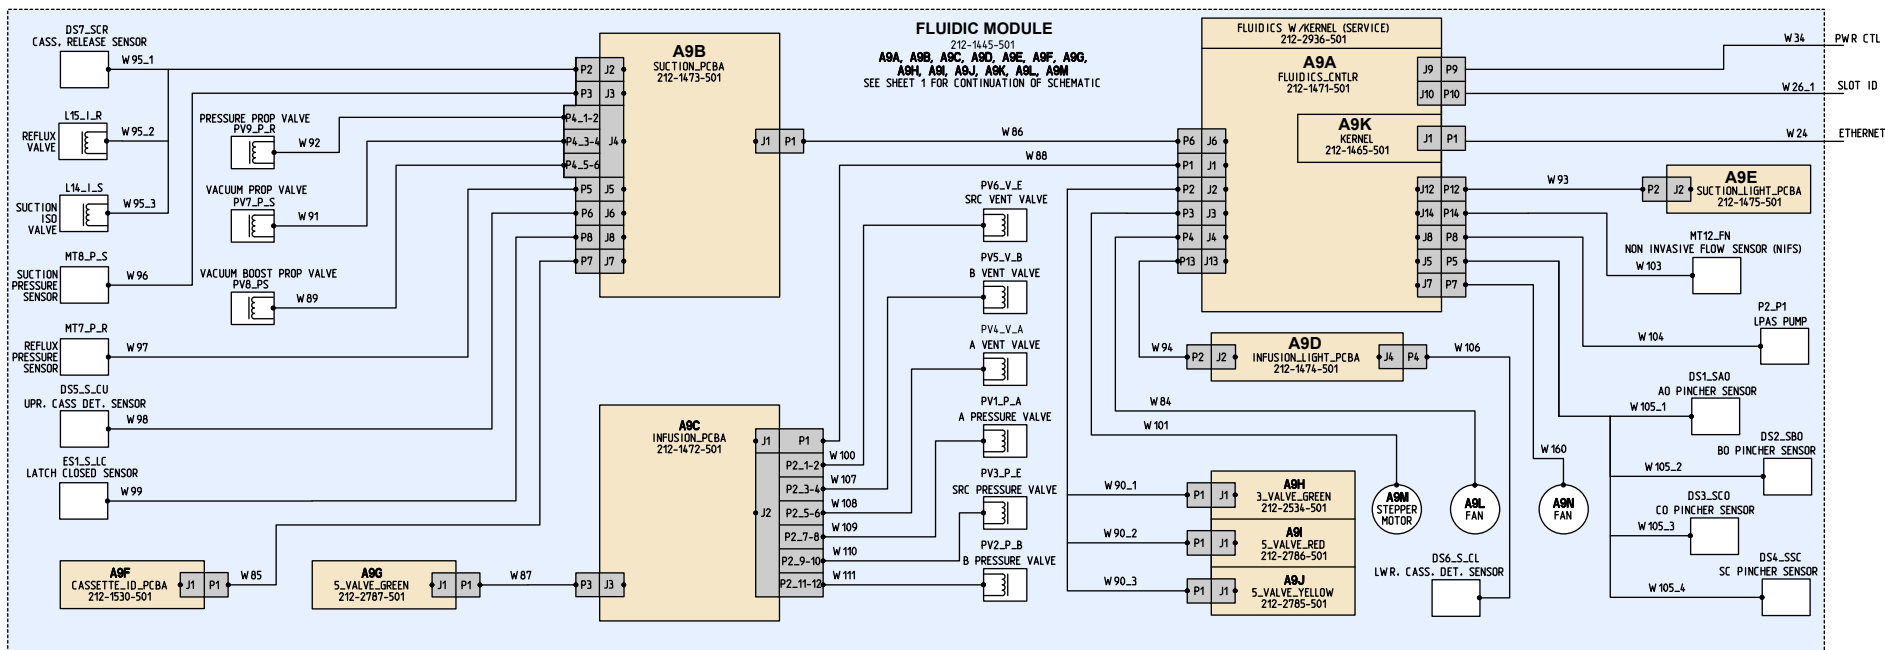 FLUIDIC MODULE
212-1445-501
A9A, A9B, A9C, A9D, A9E, A9F, A9G,
A9H, A9I, A9J, A9K, A9L, A9M
SEE SHEET 1 FOR CONTINUATION OF SCHEMATIC
DS7_SCR
CASS. RELEASE SENSOR
W95_1
L15_I_R
REFLUX
VALVE
W95_2
L14_I_S
SUCTION
ISO
VALVE
W95_3
MT8_P_S
SUCTION
PRESSURE
SENSOR
W96
MT7_P_R
REFLUX
PRESSURE
SENSOR
W97
DS5_S_CU
UPR. CASS DET. SENSOR
W98
ES1_S_LC
LATCH CLOSED SENSOR
W99
PRESSURE PROP VALVE
PV9_P_R
W92
VACUUM PROP VALVE
PV7_P_S
W91
VACUUM BOOST PROP VALVE
PV8_PS
W89
A9B
SUCTION_PCBA
212-1473-501
P2 J2
P3 J3
P4_1-2
P4_3-4 J4
P4_5-6
P5 J5
P6 J6
P8 J8
P7 J7
J1 P1
W86
W88
A9F
CASSETTE_ID_PCBA
212-1530-501
J1 P1
W85
A9G
5_VALVE_GREEN
212-2787-501
J1 P1
W87
A9C
INFUSION_PCBA
212-1472-501
P3 J3
J1 P1
J2
P2_1-2
P2_3-4
P2_5-6
P2_7-8
P2_9-10
P2_11-12
W100
W107
W108
W109
W110
W111
PV6_V_E
SRC VENT VALVE
PV5_V_B
B VENT VALVE
PV4_V_A
A VENT VALVE
PV1_P_A
A PRESSURE VALVE
PV3_P_E
SRC PRESSURE VALVE
PV2_P_B
B PRESSURE VALVE
FLUIDICS W/KERNEL (SERVICE)
212-2936-501
A9A
FLUIDICS_CNTLR
212-1471-501
A9K
KERNEL
212-1465-501
P6 J6
P1 J1
P2 J2
P3 J3
P4 J4
P13 J13
J9 P9
J10 P10
J1 P1
J12 P12
J14 P14
J8 P8
J5 P5
J7 P7
W34 PWR CTL
W26_1 SLOT ID
W24 ETHERNET
W93
P2 J2
A9E
SUCTION_LIGHT_PCBA
212-1475-501
MT12_FN
NON INVASIVE FLOW SENSOR (NIFS)
W103
P2_P1
LPAS PUMP
W104
W94
P2 J2
A9D
INFUSION_LIGHT_PCBA
212-1474-501
J4 P4
W106
W84
W101
DS1_SAO
AO PINCHER SENSOR
W105_1
DS2_SBO
BO PINCHER SENSOR
W105_2
DS3_SCO
CO PINCHER SENSOR
W105_3
DS4_SSC
SC PINCHER SENSOR
W105_4
W160
W90_1
P1 J1
A9H
3_VALVE_GREEN
212-2534-501
W90_2
P1 J1
A9I
5_VALVE_RED
212-2786-501
W90_3
P1 J1
A9J
5_VALVE_YELLOW
212-2785-501
A9M
STEPPER
MOTOR
A9L
FAN
A9N
FAN
DS6_S_CL
LWR. CASS. DET. SENSOR